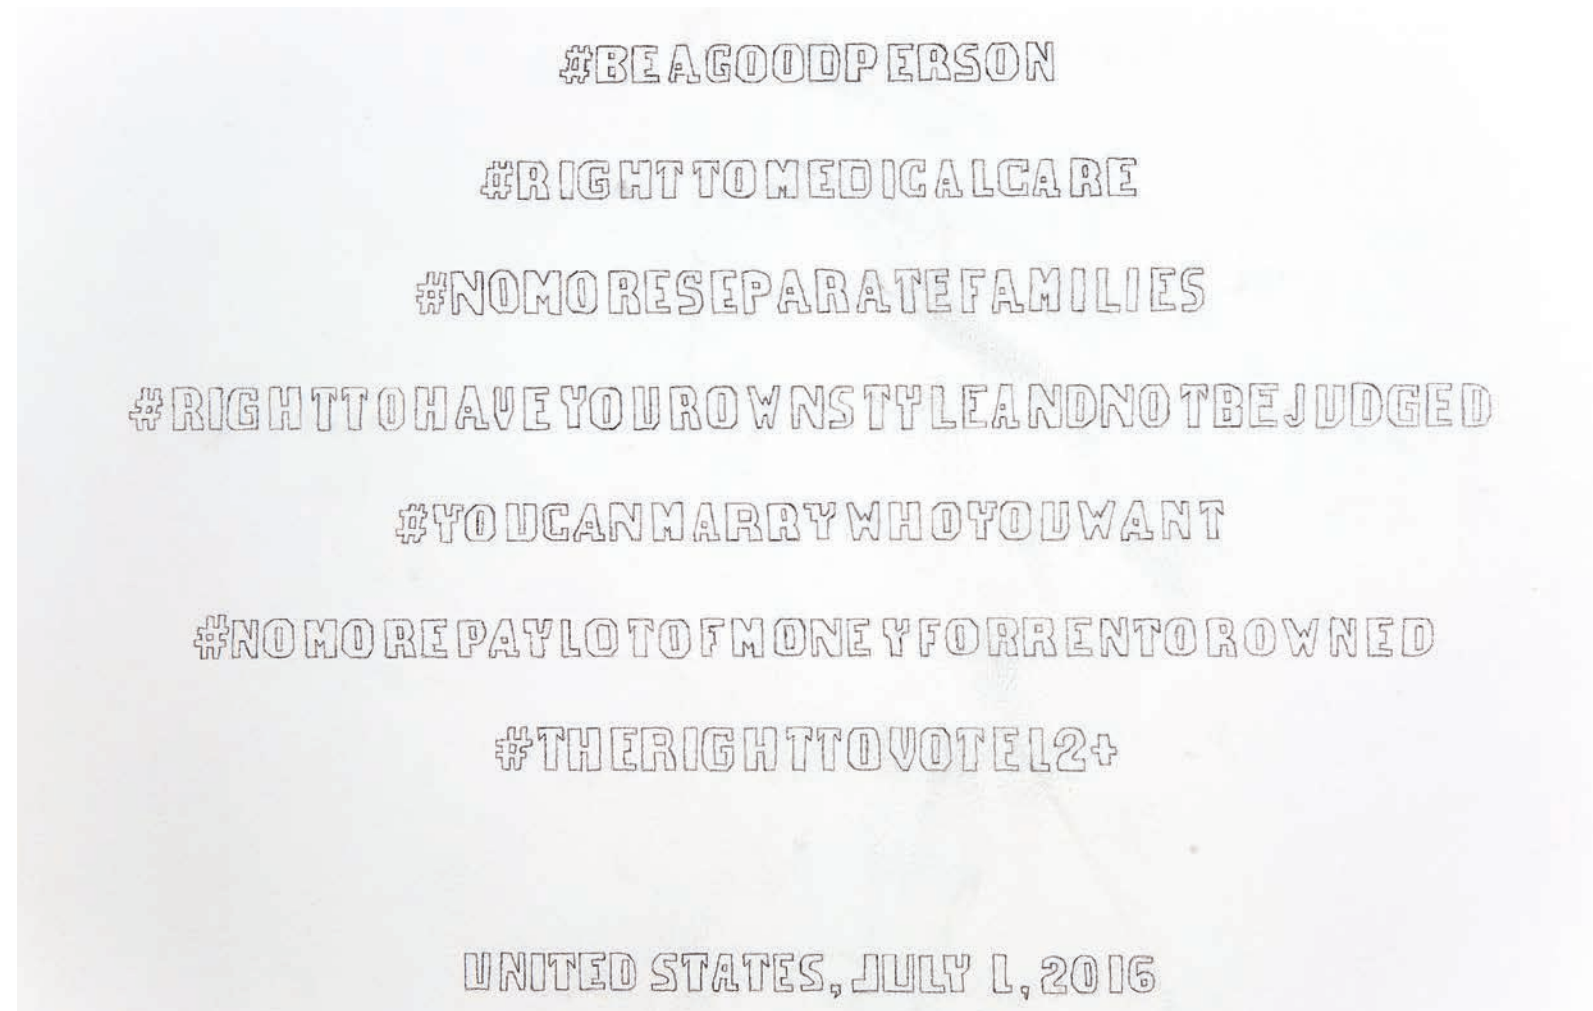 #BEAGOODPERSON
#RIGHTTOMEDICALCARE
#NOMORESEPARATEFAMILIES
#RIGHTTOHAVEYOUROWNSTYLEANDNOTBEJUDGED
#YOUCANMARRYWHOYOUWANT
#NOMOREPAYLOTOFMONEYFORRENTOROWNED
#THERIGHTTOVOTE12+
UNITED STATES, JULY 1, 2016